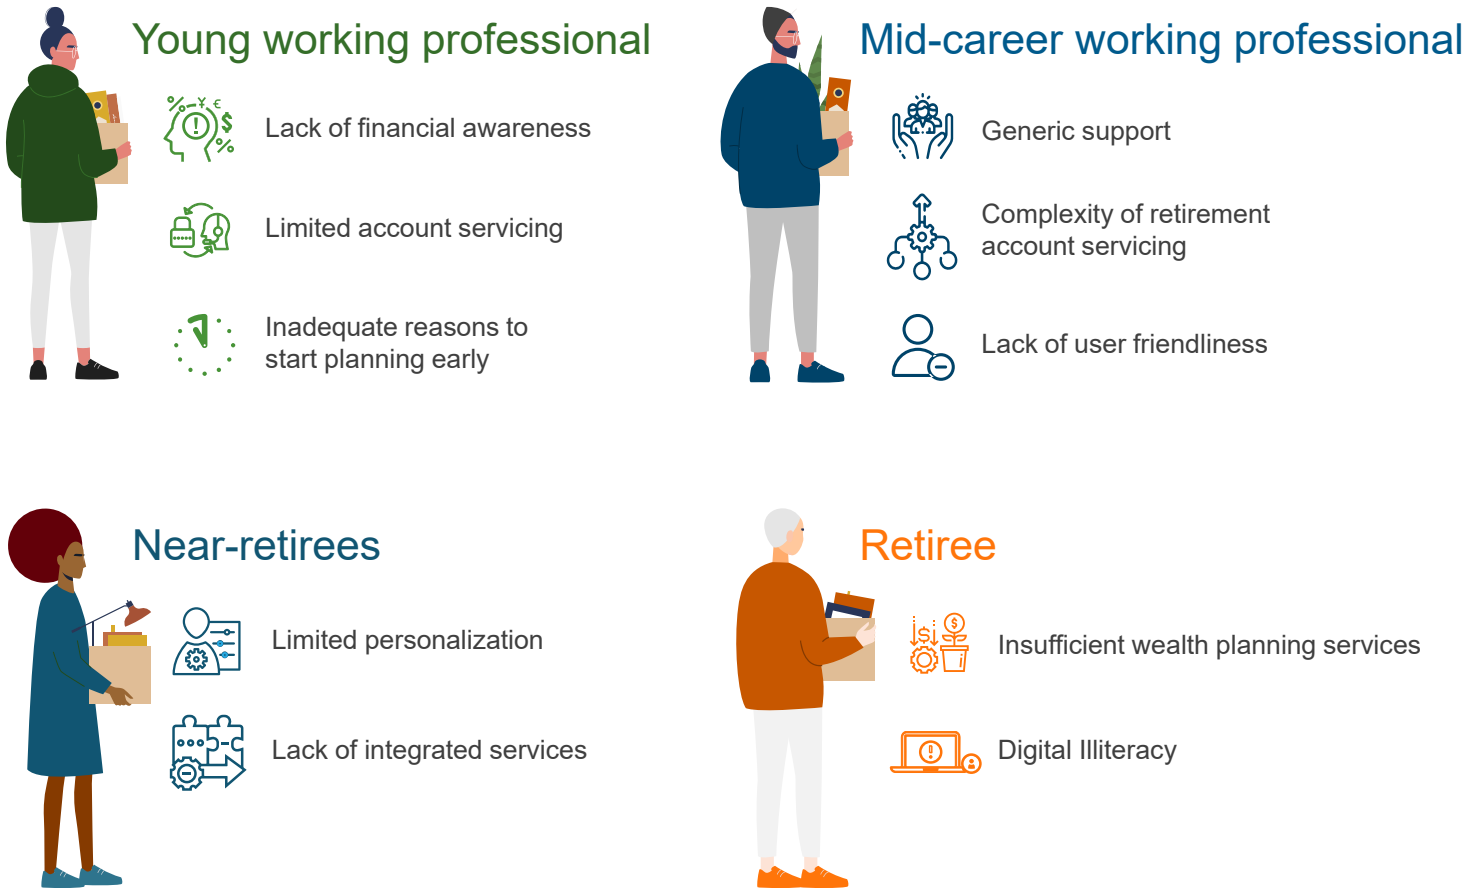 Young working professional
Lack of financial awareness
Limited account servicing
Inadequate reasons to
start planning early
Mid-career working professional
Generic support
Complexity of retirement
account servicing
Lack of user friendliness
Near-retirees
Limited personalization
Lack of integrated services
Retiree
Insufficient wealth planning services
Digital Illiteracy